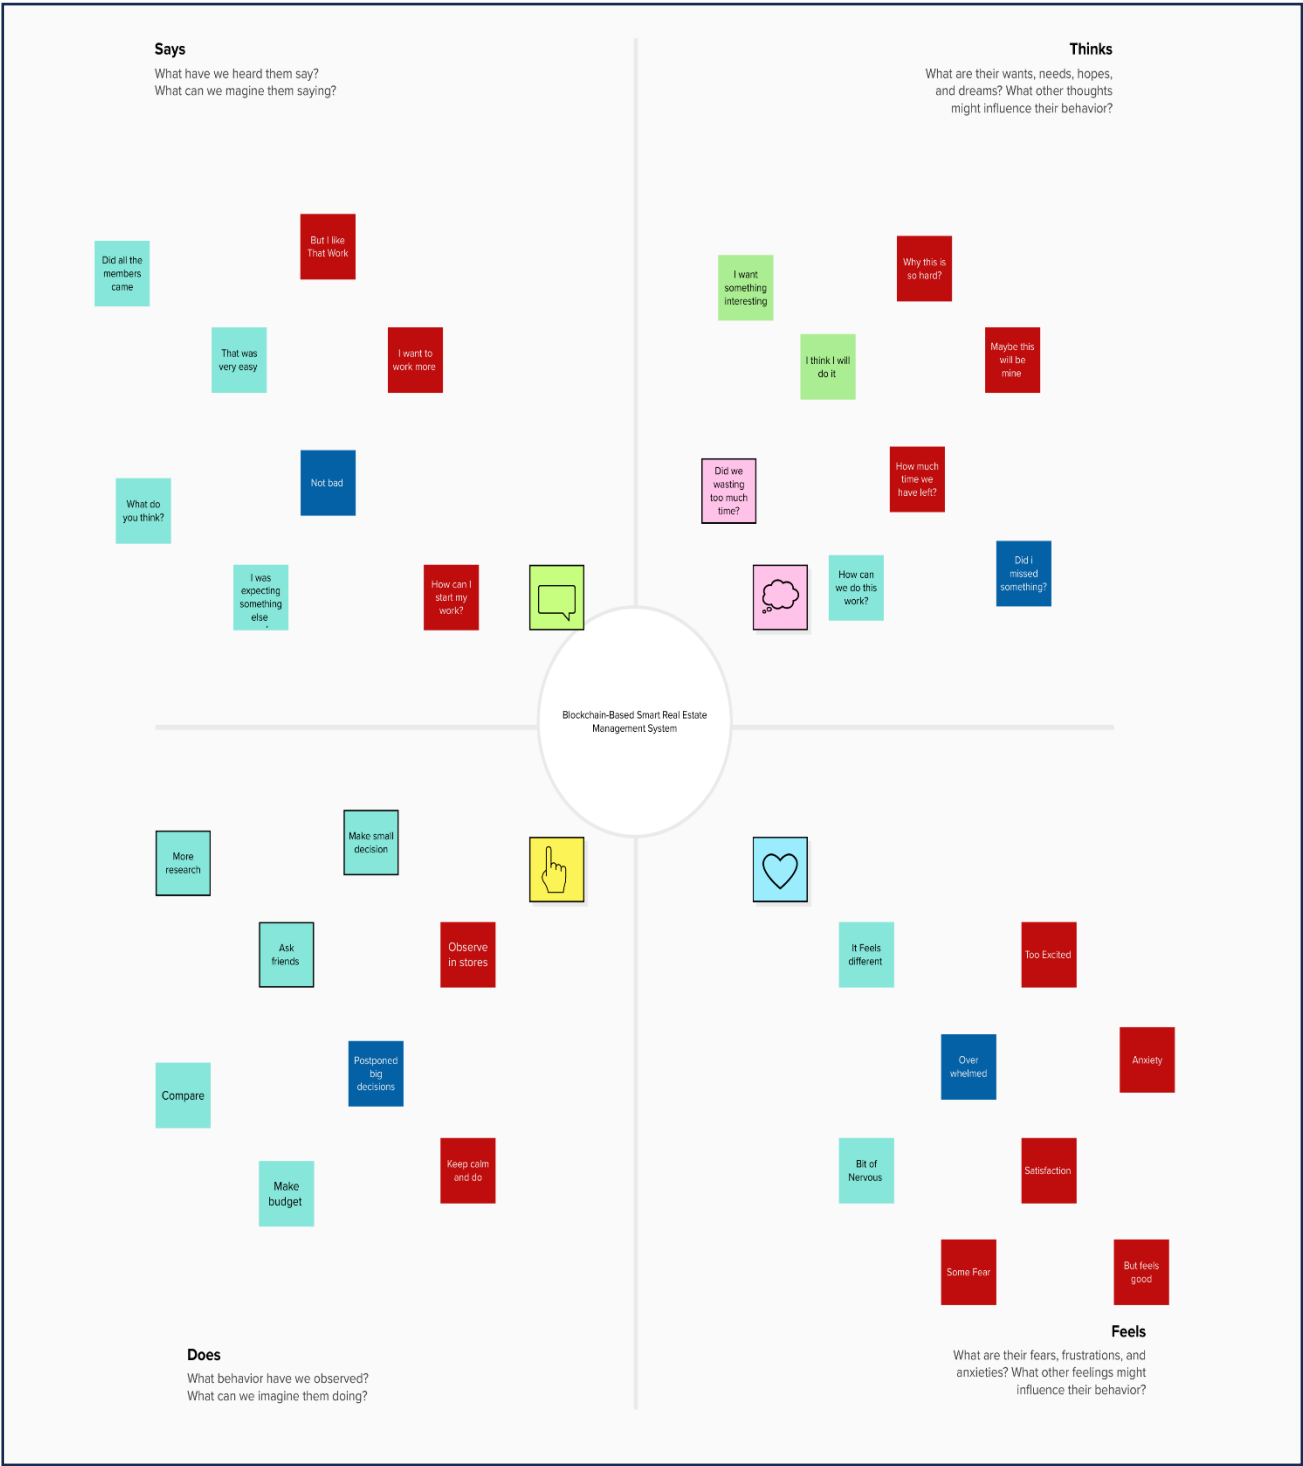 Says
What have we heard them say?
What can we magine them saying?
Thinks
What are their wants, needs, hopes,
and dreams? What other thoughts
might influence their behavior?
But I like
That Work
Did all the
members
came
That was
very easy
I want to
work more
Not bad
What do
you think?
I was
expecting
something
else
How can I
start my
work?
Why this is
so hard?
I want
something
interesting
I think I will
do it
Maybe this
will be
mine
How much
time we
have left?
Did we
wasting
too much
time?
Did i
missed
something?
How can
we do this
work?
Blockchain-Based Smart Real Estate
Management System
Make small
decision
More
research
Ask
friends
Observe
in stores
Postponed
big
decisions
Compare
Keep calm
and do
Make
budget
It Feels
different
Too Excited
Over
whelmed
Anxiety
Bit of
Nervous
Satisfaction
Some Fear
But feels
good
Does
What behavior have we observed?
What can we imagine them doing?
Feels
What are their fears, frustrations, and
anxieties? What other feelings might
influence their behavior?